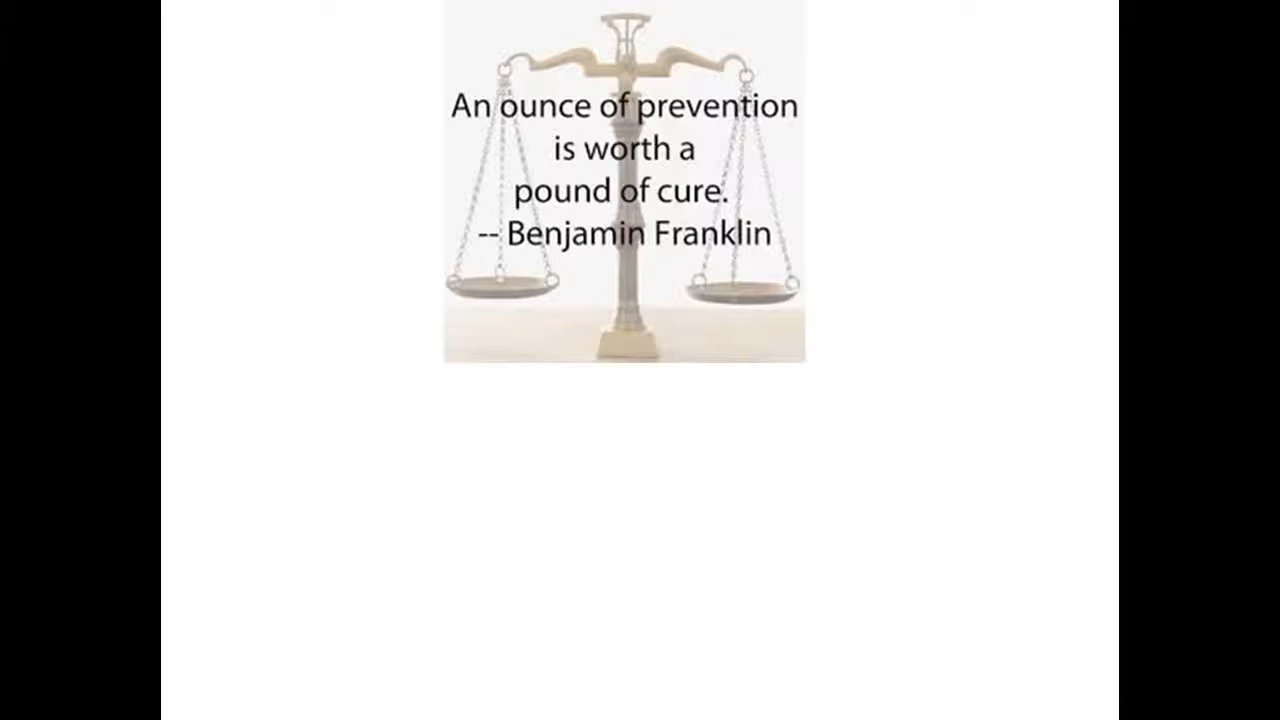 An ounce of prevention
is worth a
pound of cure.
-- Benjamin Franklin